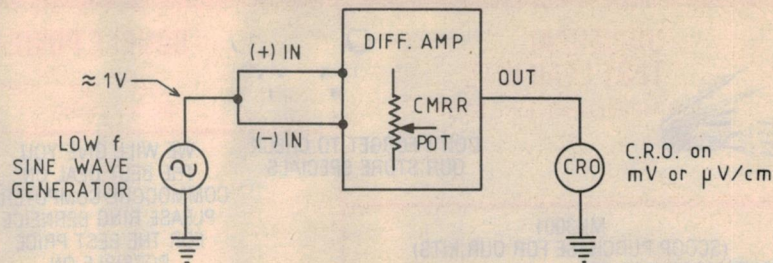 DIFF. AMP.
(+) IN
≈ 1V
OUT
CMRR
POT
(-) IN
LOW f
SINE WAVE
GENERATOR
CRO
C.R.O. on
mV or µV/cm